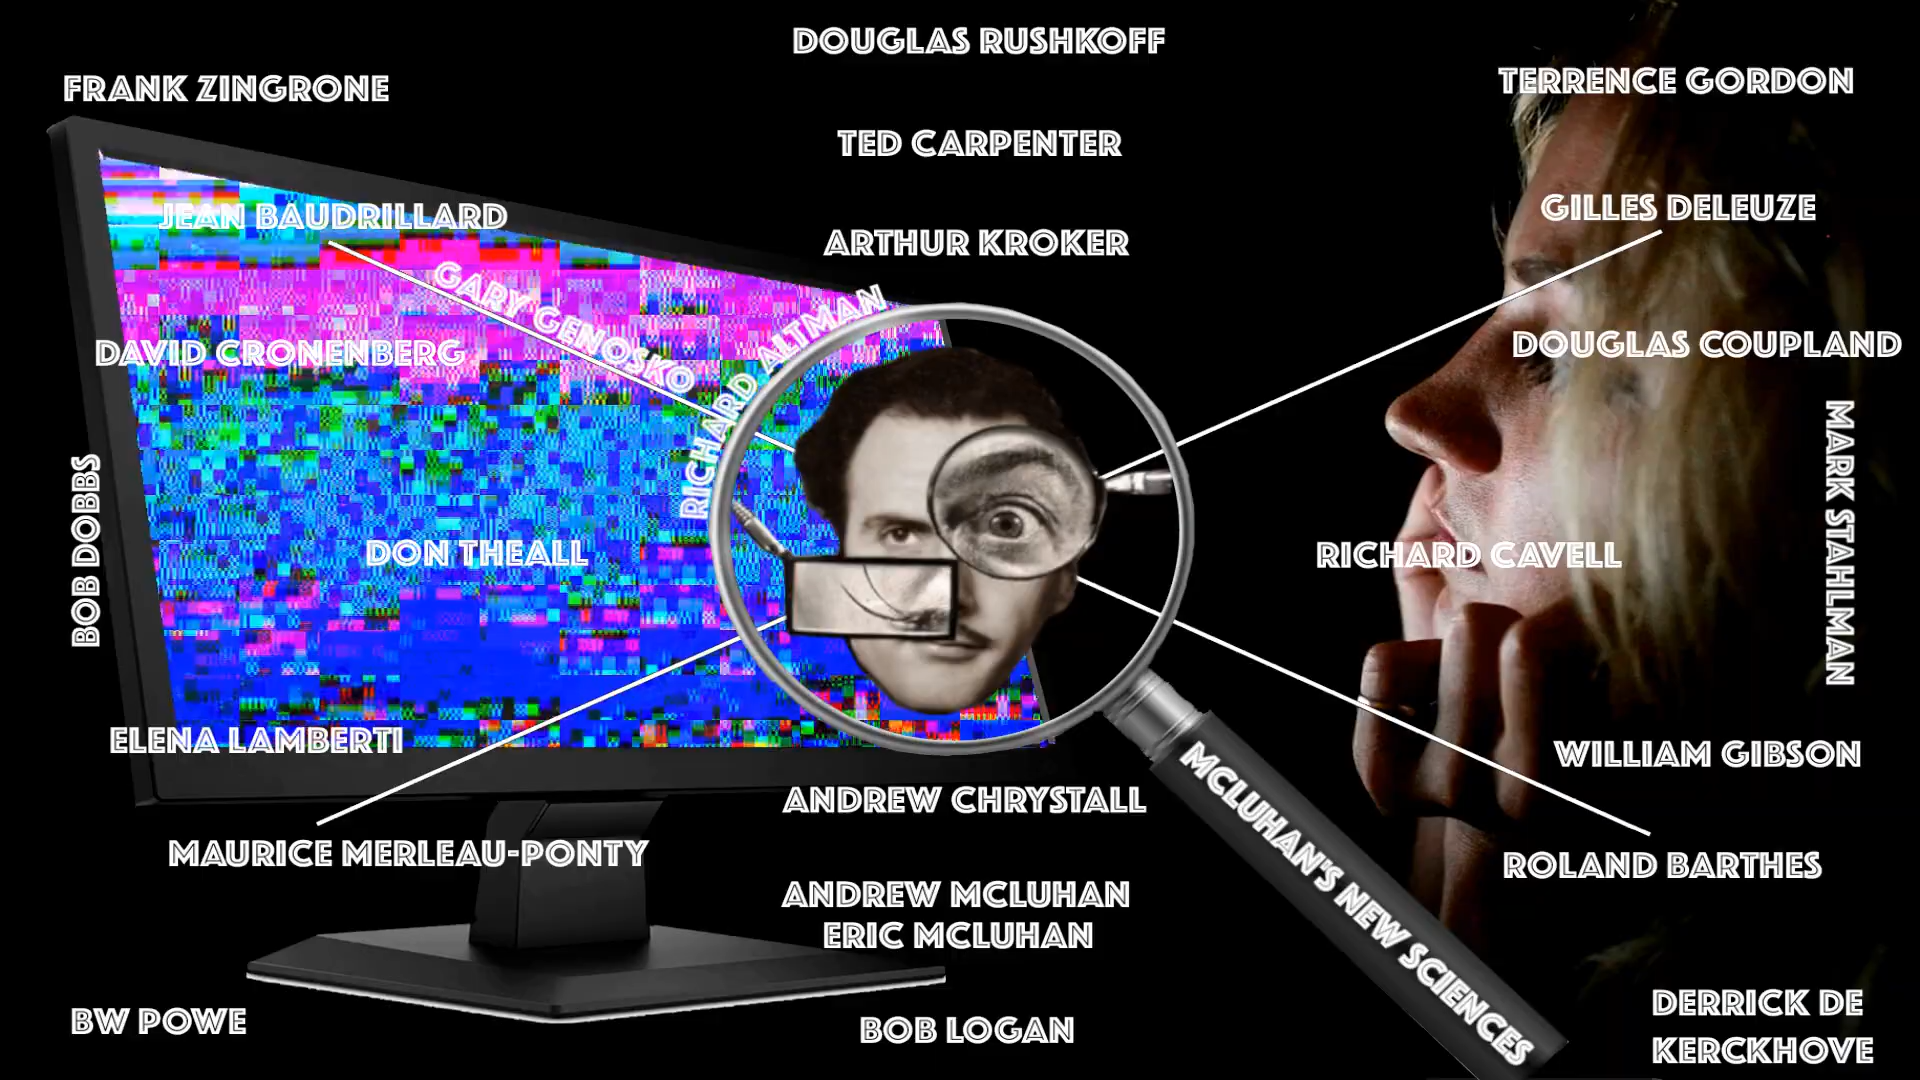 DOUGLAS RUSHKOFF
FRANK ZINGRONE
TERRENCE GORDON
TED CARPENTER
JEAN BAUDRILLARD
GILLES DELEUZE
ARTHUR KROKER
GARY GENOSKO
RICHARD ALTMAN
DAVID CRONENBERG
DOUGLAS COUPLAND
MARK STAHLMAN
BOB DOBBS
DON THEALL
RICHARD CAVELL
ELENA LAMBERTI
WILLIAM GIBSON
ANDREW CHRYSTALL
MCLUHAN'S NEW SCIENCES
MAURICE MERLEAU-PONTY
ROLAND BARTHES
ANDREW MCLUHAN
ERIC MCLUHAN
BW POWE
BOB LOGAN
DERRICK DE
KERCKHOVE